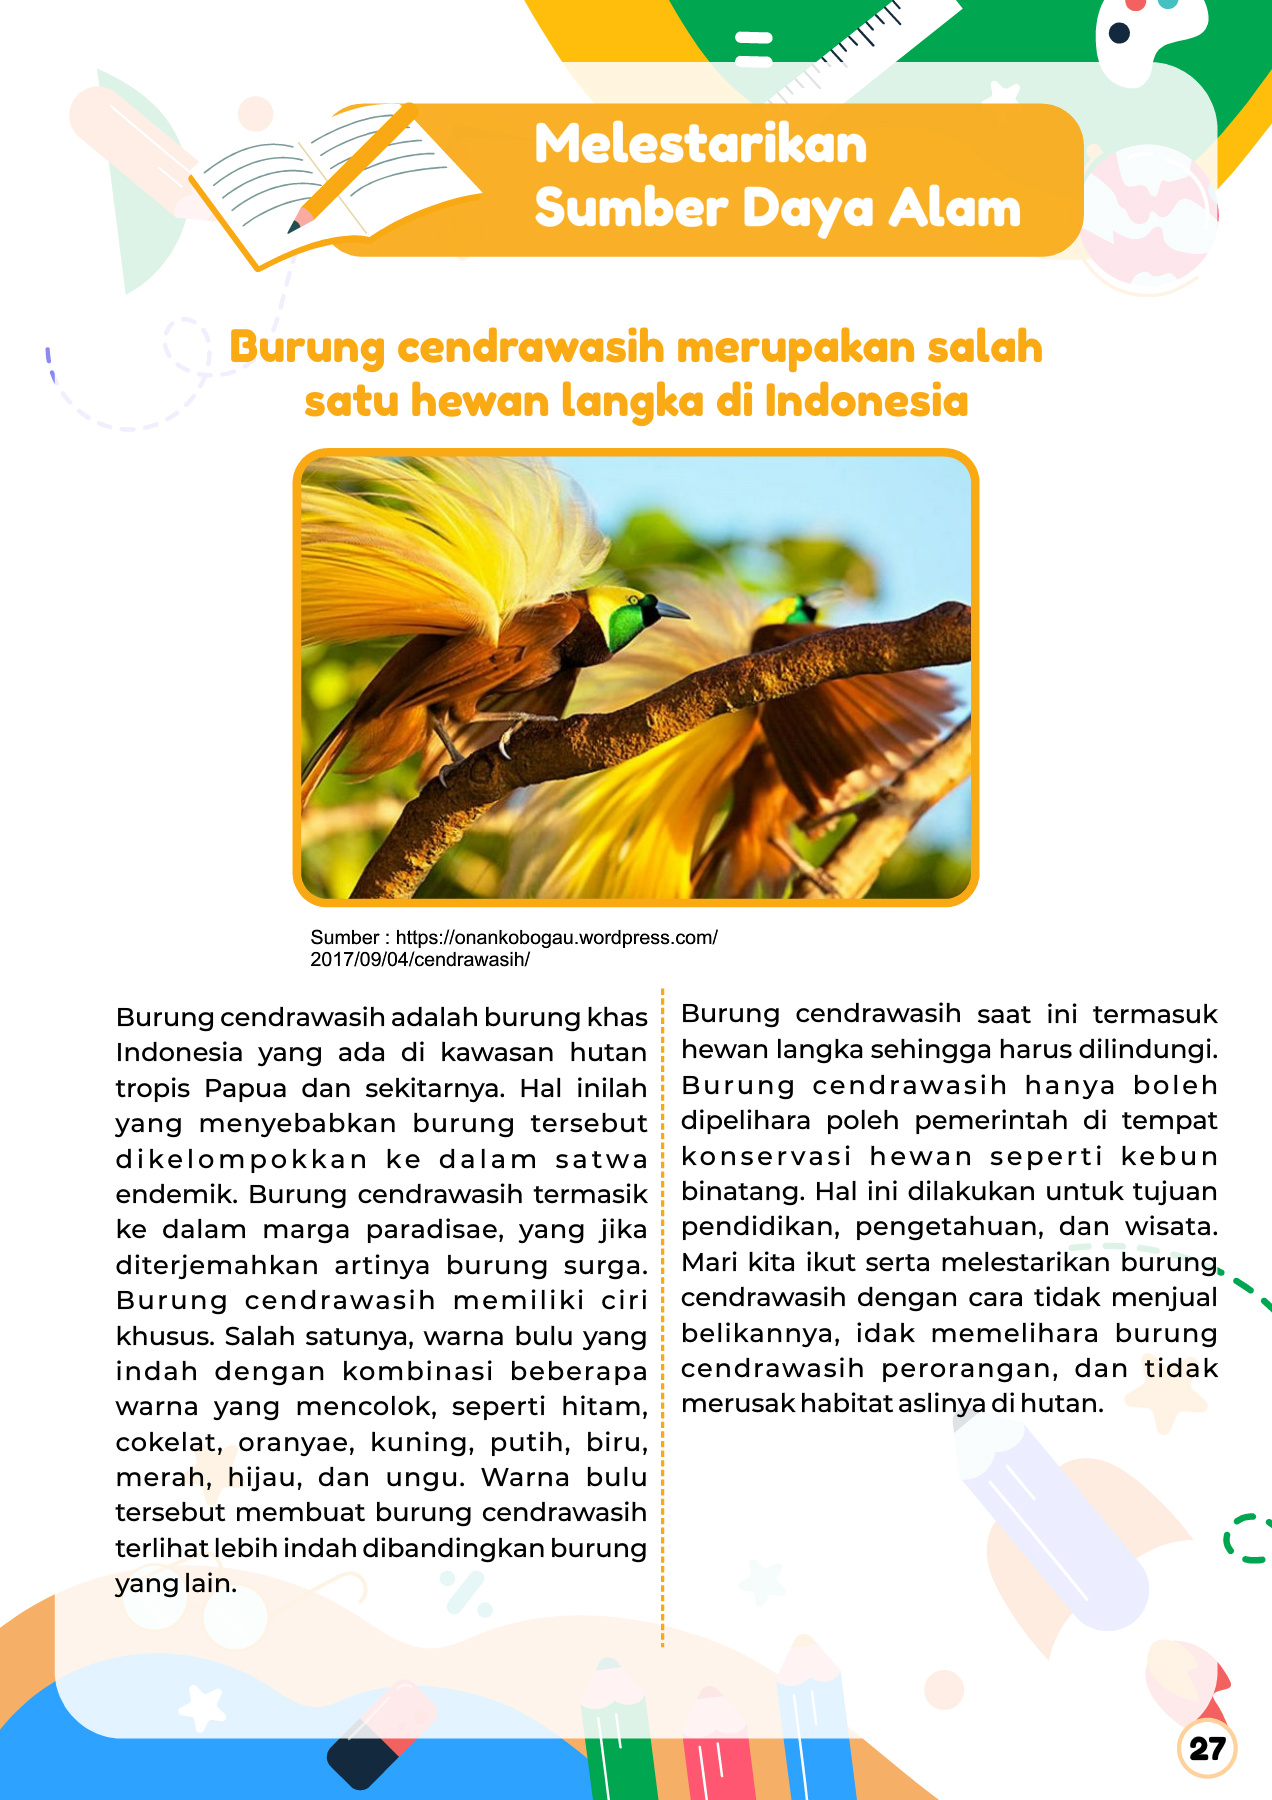 Melestarikan
Sumber Daya Alam
Burung cendrawasih merupakan salah
satu hewan langka di Indonesia
Sumber : https://onankobogau.wordpress.com/
2017/09/04/cendrawasih/
Burung cendrawasih adalah burung khas
Indonesia yang ada di kawasan hutan
tropis Papua dan sekitarnya. Hal inilah
yang menyebabkan burung tersebut
dikelompokkan ke dalam satwa
endemik. Burung cendrawasih termasik
ke dalam marga paradisae, yang jika
diterjemahkan artinya burung surga.
Burung cendrawasih memiliki ciri
khusus. Salah satunya, warna bulu yang
indah dengan kombinasi beberapa
warna yang mencolok, seperti hitam,
cokelat, oranyae, kuning, putih, biru,
merah, hijau, dan ungu. Warna bulu
tersebut membuat burung cendrawasih
terlihat lebih indah dibandingkan burung
yang lain.
Burung cendrawasih saat ini termasuk
hewan langka sehingga harus dilindungi.
Burung cendrawasih hanya boleh
dipelihara poleh pemerintah di tempat
konservasi hewan seperti kebun
binatang. Hal ini dilakukan untuk tujuan
pendidikan, pengetahuan, dan wisata.
Mari kita ikut serta melestarikan burung
cendrawasih dengan cara tidak menjual
belikannya, idak memelihara burung
cendrawasih perorangan, dan tidak
merusak habitat aslinya di hutan.
27